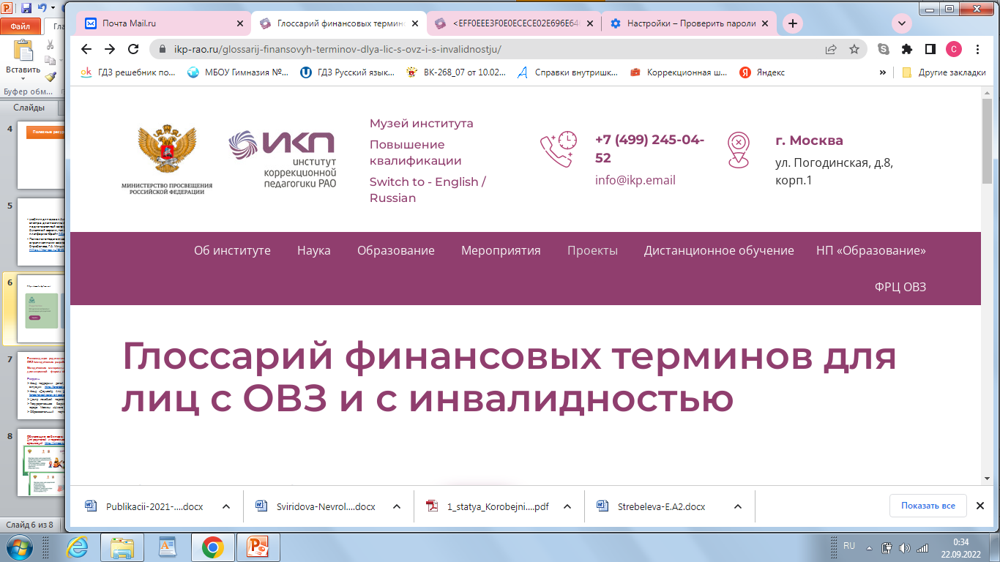 Файл
Гла
Вставить
Буфер обм...
Слайды
4
5
6
7
8
Слайд 6 из 8
Почта Mail.ru
Глоссарий финансовых термино
<EFF0EEE3F0E0ECECE02E696E646
Настройки – Проверить пароли
ikp-rao.ru/glossarij-finansovyh-terminov-dlya-lic-s-ovz-i-s-invalidnostju/
С
ГДЗ решебник по...
МБОУ Гимназия №...
ГДЗ Русский язык...
ВК-268_07 от 10.02...
Справки внутришк...
Коррекционная ш...
Яндекс
»
Другие закладки
МИНИСТЕРСТВО ПРОСВЕЩЕНИЯ
РОССИЙСКОЙ ФЕДЕРАЦИИ
ИКП
институт
коррекционной
педагогики РАО
Музей института
Повышение
квалификации
Switch to - English /
Russian
+7 (499) 245-04-
52
info@ikp.email
г. Москва
ул. Погодинская, д.8,
корп.1
Об институте
Наука
Образование
Мероприятия
Проекты
Дистанционное обучение
НП «Образование»
ФРЦ ОВЗ
Глоссарий финансовых терминов для
лиц с ОВЗ и с инвалидностью
Publikacii-2021-....docx
Sviridova-Nevrol....docx
1_statya_Korobejni....pdf
Strebeleva-E.A2.docx
Показать все
RU
0:34
22.09.2022